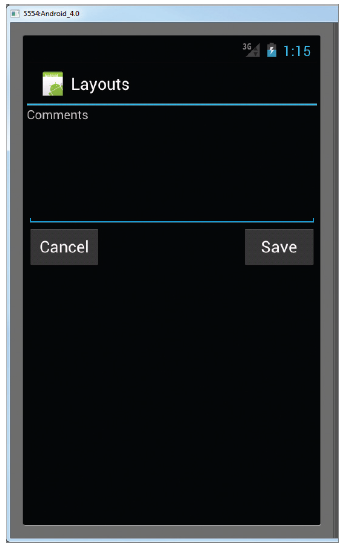 5554:Android_4.0
3G 1:15
Layouts
Comments
Cancel Save